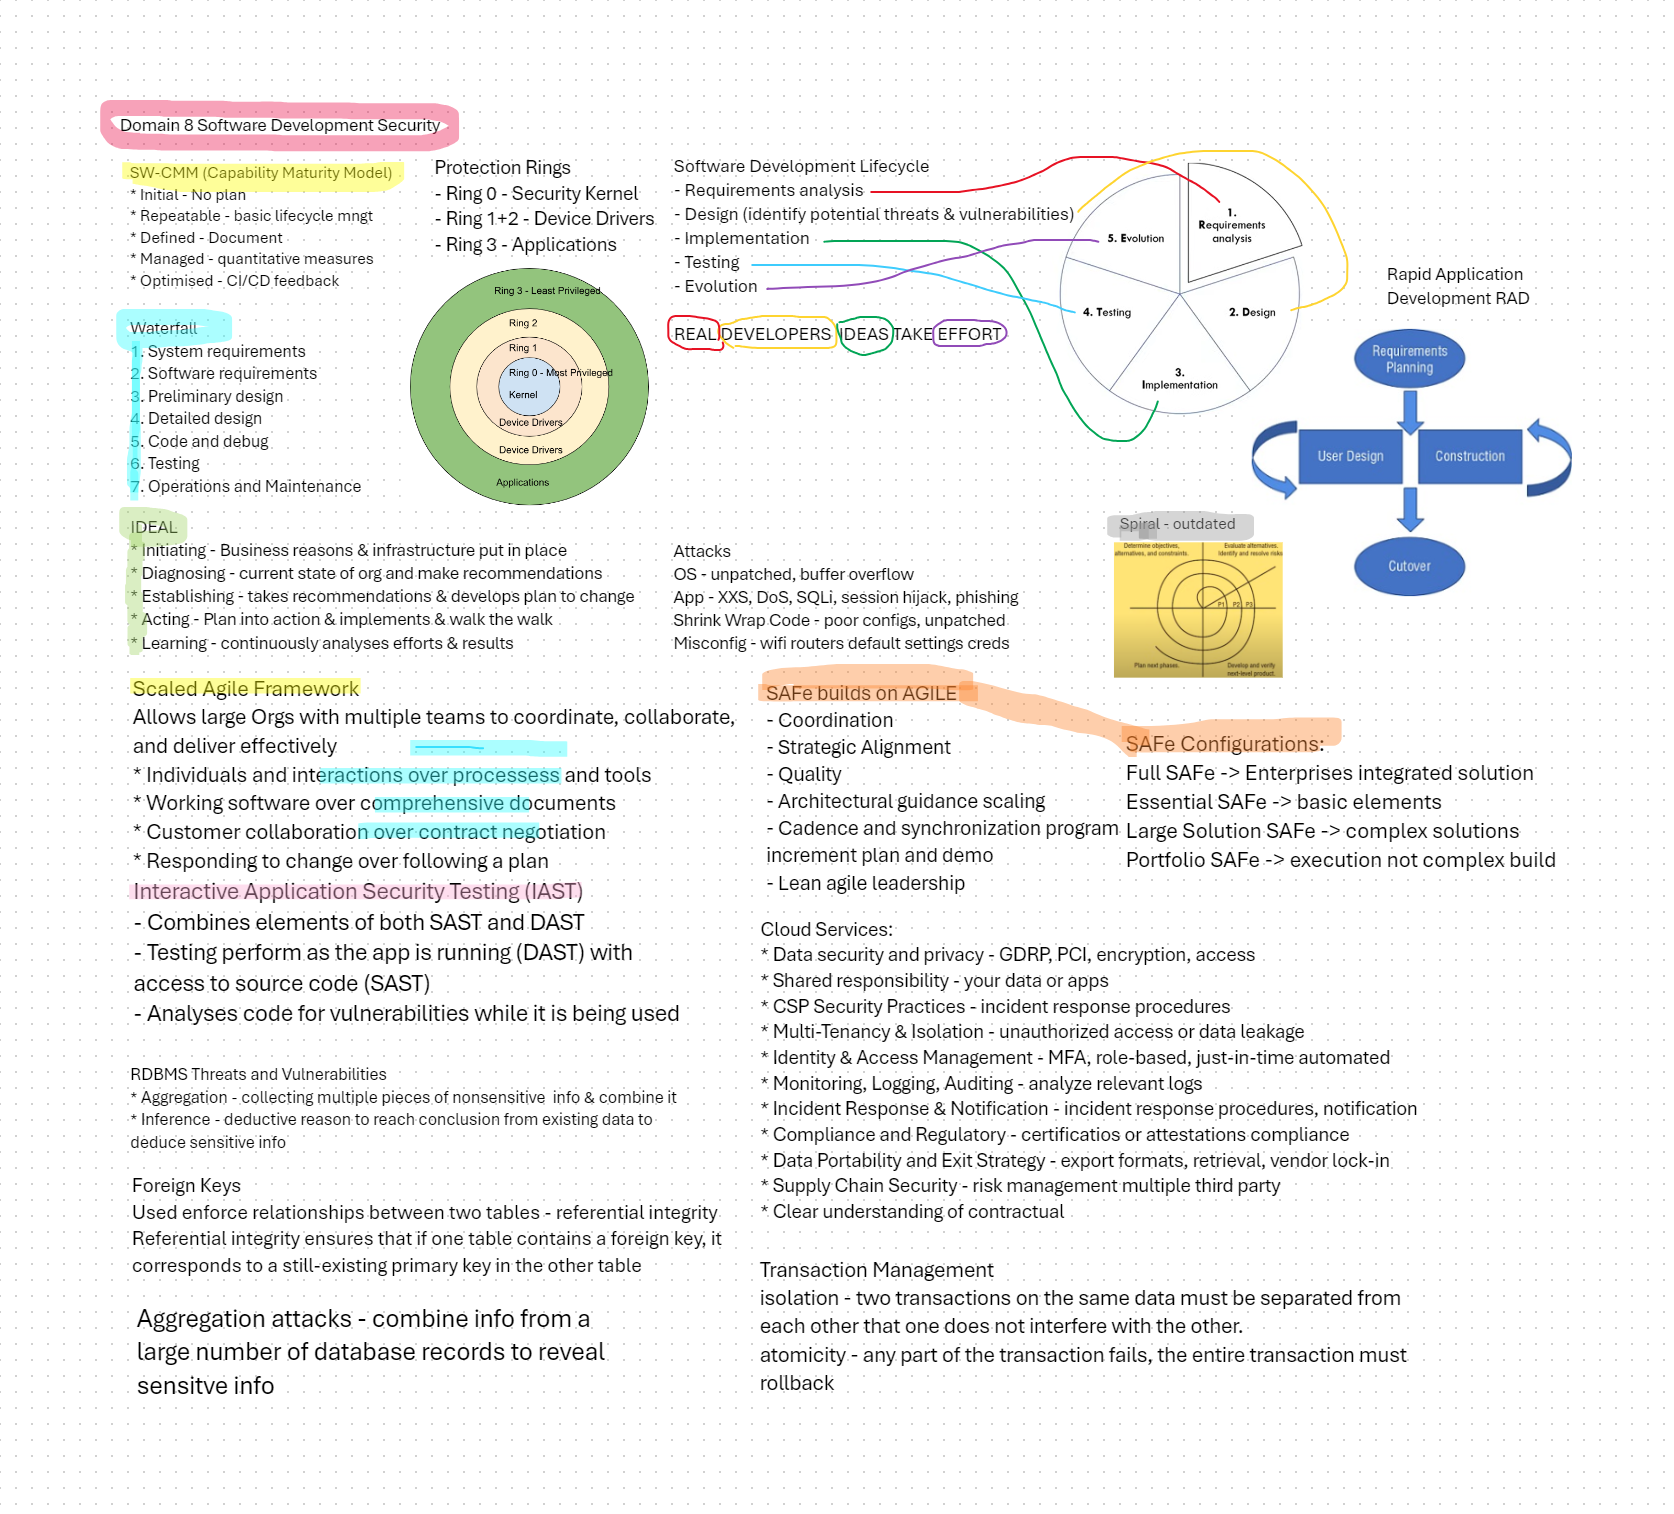 Domain 8 Software Development Security
SW-CMM (Capability Maturity Model)
* Initial - No plan
* Repeatable - basic lifecycle mngt
* Defined - Document
* Managed - quantitative measures
* Optimised - CI/CD feedback
Protection Rings
- Ring 0 - Security Kernel
- Ring 1+2 - Device Drivers
- Ring 3 - Applications
Ring 3 - Least Privileged
Ring 2
Ring 1
Ring 0 - Most Privileged
Kernel
Device Drivers
Device Drivers
Applications
Software Development Lifecycle
- Requirements analysis
- Design (identify potential threats & vulnerabilities)
- Implementation
- Testing
- Evolution
REAL DEVELOPERS IDEAS TAKE EFFORT
1.
Requirements
analysis
5. Evolution
4. Testing
2. Design
3.
Implementation
Rapid Application
Development RAD
Requirements
Planning
User Design
Construction
Cutover
Waterfall
1. System requirements
2. Software requirements
3. Preliminary design
4. Detailed design
5. Code and debug
6. Testing
7. Operations and Maintenance
IDEAL
* Initiating - Business reasons & infrastructure put in place
* Diagnosing - current state of org and make recommendations
* Establishing - takes recommendations & develops plan to change
* Acting - Plan into action & implements & walk the walk
* Learning - continuously analyses efforts & results
Attacks
OS - unpatched, buffer overflow
App - XXS, DoS, SQLi, session hijack, phishing
Shrink Wrap Code - poor configs, unpatched
Misconfig - wifi routers default settings creds
Spiral - outdated
Determine objectives,
alternatives, and constraints.
Evaluate alternatives.
Identify and resolve risks
P1 P2 P3
Plan next phases.
Develop and verify
next-level product.
Scaled Agile Framework
Allows large Orgs with multiple teams to coordinate, collaborate,
and deliver effectively
* Individuals and interactions over processess and tools
* Working software over comprehensive documents
* Customer collaboration over contract negotiation
* Responding to change over following a plan
Interactive Application Security Testing (IAST)
- Combines elements of both SAST and DAST
- Testing perform as the app is running (DAST) with
access to source code (SAST)
- Analyses code for vulnerabilities while it is being used
SAFe builds on AGILE
- Coordination
- Strategic Alignment
- Quality
- Architectural guidance scaling
- Cadence and synchronization program
increment plan and demo
- Lean agile leadership
SAFe Configurations:
Full SAFe -> Enterprises integrated solution
Essential SAFe -> basic elements
Large Solution SAFe -> complex solutions
Portfolio SAFe -> execution not complex build
Cloud Services:
* Data security and privacy - GDRP, PCI, encryption, access
* Shared responsibility - your data or apps
* CSP Security Practices - incident response procedures
* Multi-Tenancy & Isolation - unauthorized access or data leakage
* Identity & Access Management - MFA, role-based, just-in-time automated
* Monitoring, Logging, Auditing - analyze relevant logs
* Incident Response & Notification - incident response procedures, notification
* Compliance and Regulatory - certificatios or attestations compliance
* Data Portability and Exit Strategy - export formats, retrieval, vendor lock-in
* Supply Chain Security - risk management multiple third party
* Clear understanding of contractual
RDBMS Threats and Vulnerabilities
* Aggregation - collecting multiple pieces of nonsensitive info & combine it
* Inference - deductive reason to reach conclusion from existing data to
deduce sensitive info
Foreign Keys
Used enforce relationships between two tables - referential integrity
Referential integrity ensures that if one table contains a foreign key, it
corresponds to a still-existing primary key in the other table
Aggregation attacks - combine info from a
large number of database records to reveal
sensitve info
Transaction Management
isolation - two transactions on the same data must be separated from
each other that one does not interfere with the other.
atomicity - any part of the transaction fails, the entire transaction must
rollback